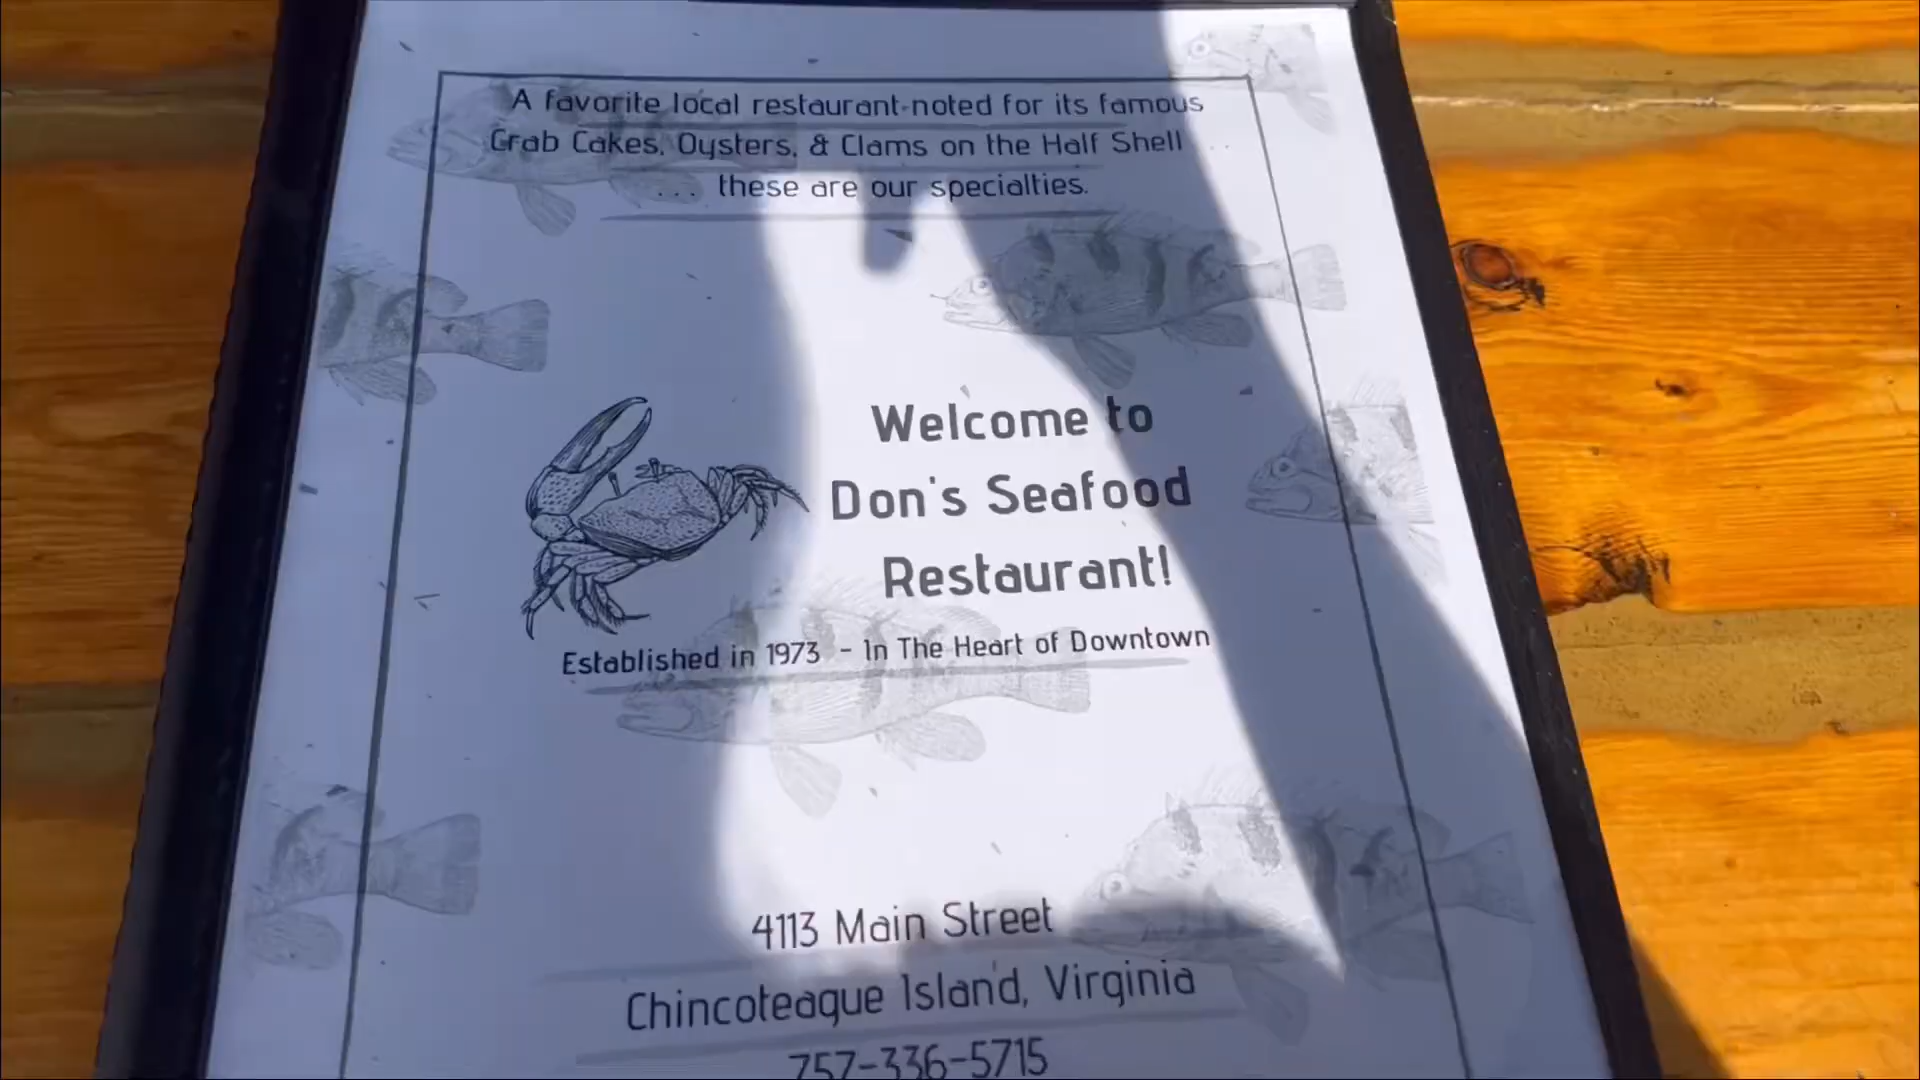 A favorite local restaurant noted for its famous
Crab Cakes, Oysters, & Clams on the Half Shell ...
... these are our specialties.
Welcome to
Don's Seafood
Restaurant!
Established in 1973 - In The Heart of Downtown
4113 Main Street
Chincoteague Island, Virginia
757-336-5715